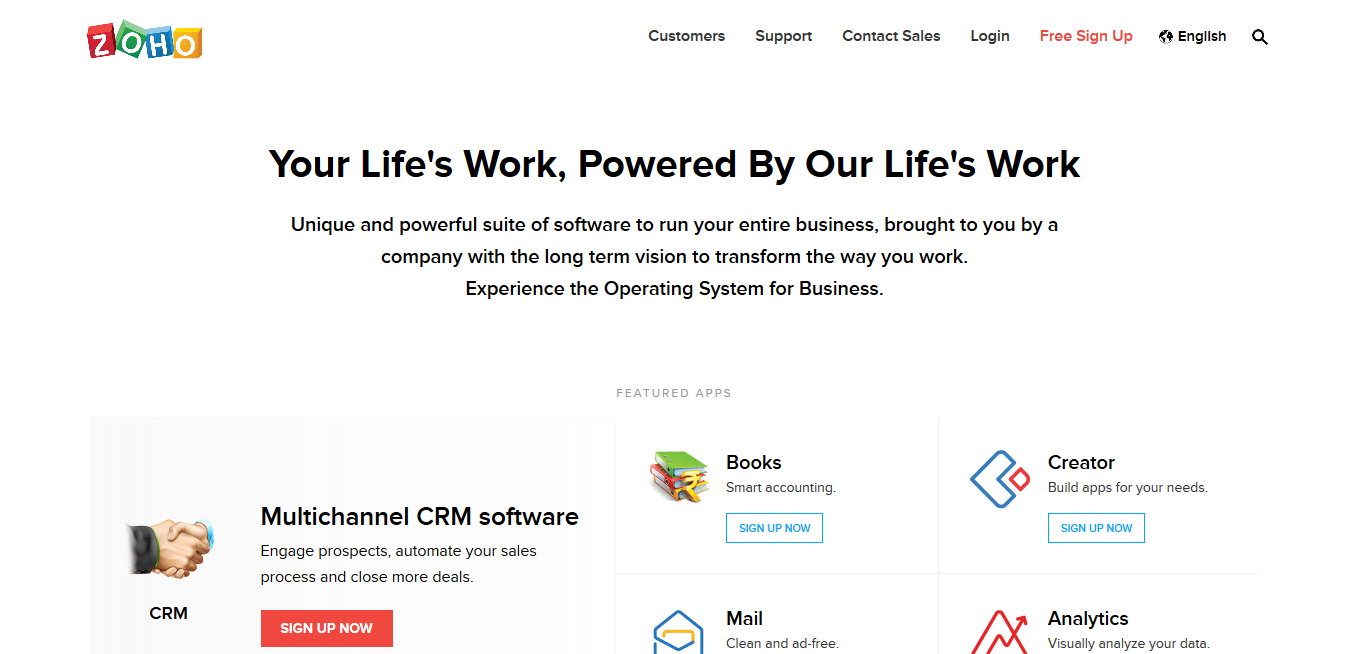 ZOHO
Customers
Support
Contact Sales
Login
Free Sign Up
English
Your Life's Work, Powered By Our Life's Work
Unique and powerful suite of software to run your entire business, brought to you by a
company with the long term vision to transform the way you work.
Experience the Operating System for Business.
FEATURED APPS
CRM
Multichannel CRM software
Engage prospects, automate your sales
process and close more deals.
SIGN UP NOW
Books
Smart accounting.
SIGN UP NOW
Creator
Build apps for your needs.
SIGN UP NOW
Mail
Clean and ad-free.
Analytics
Visually analyze your data.